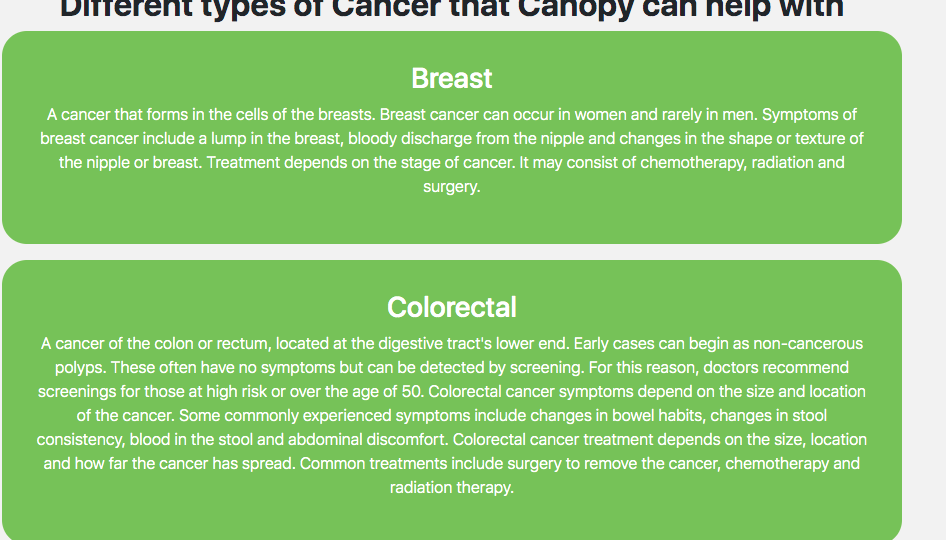 Different types of Cancer that Canopy can help with
Breast
A cancer that forms in the cells of the breasts. Breast cancer can occur in women and rarely in men. Symptoms of
breast cancer include a lump in the breast, bloody discharge from the nipple and changes in the shape or texture of
the nipple or breast. Treatment depends on the stage of cancer. It may consist of chemotherapy, radiation and
surgery.
Colorectal
A cancer of the colon or rectum, located at the digestive tract's lower end. Early cases can begin as non-cancerous
polyps. These often have no symptoms but can be detected by screening. For this reason, doctors recommend
screenings for those at high risk or over the age of 50. Colorectal cancer symptoms depend on the size and location
of the cancer. Some commonly experienced symptoms include changes in bowel habits, changes in stool
consistency, blood in the stool and abdominal discomfort. Colorectal cancer treatment depends on the size, location
and how far the cancer has spread. Common treatments include surgery to remove the cancer, chemotherapy and
radiation therapy.